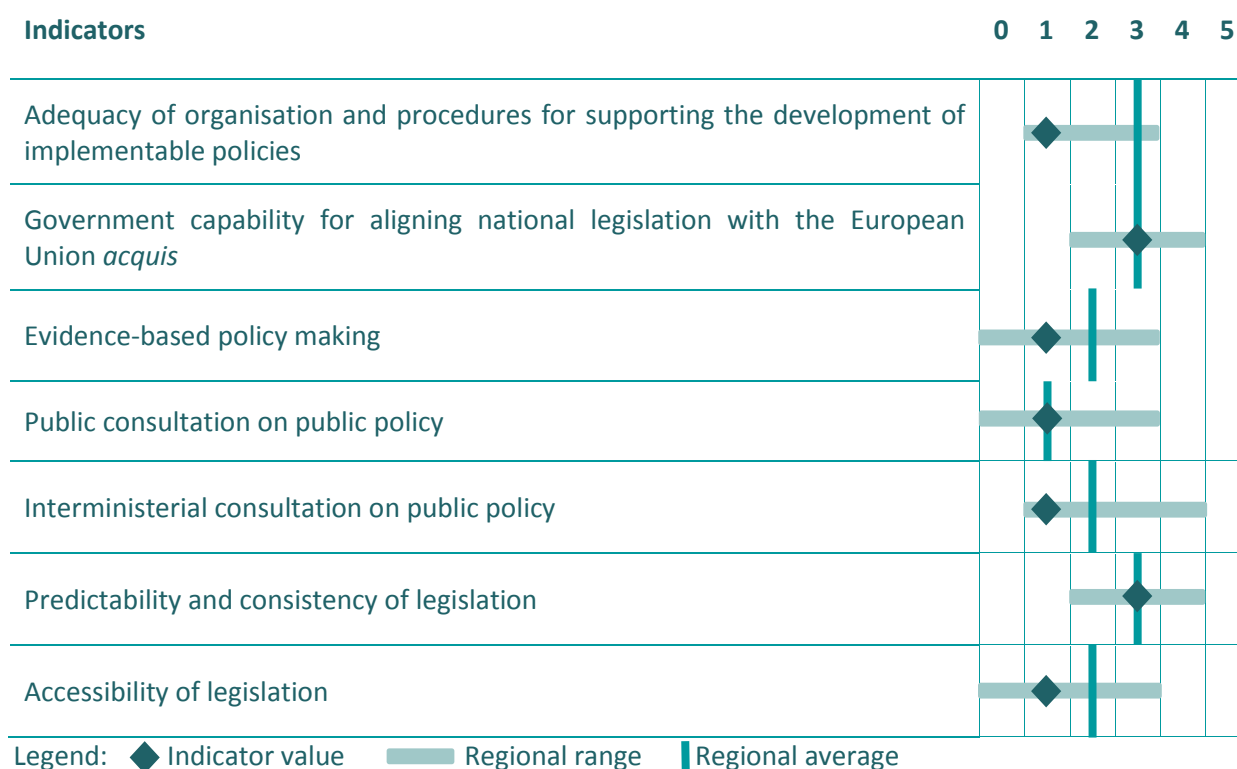 Indicators 0 1 2 3 4 5
Adequacy of organisation and procedures for supporting the development of
implementable policies
Government capability for aligning national legislation with the European
Union acquis
Evidence-based policy making
Public consultation on public policy
Interministerial consultation on public policy
Predictability and consistency of legislation
Accessibility of legislation
Legend: Indicator value Regional range Regional average